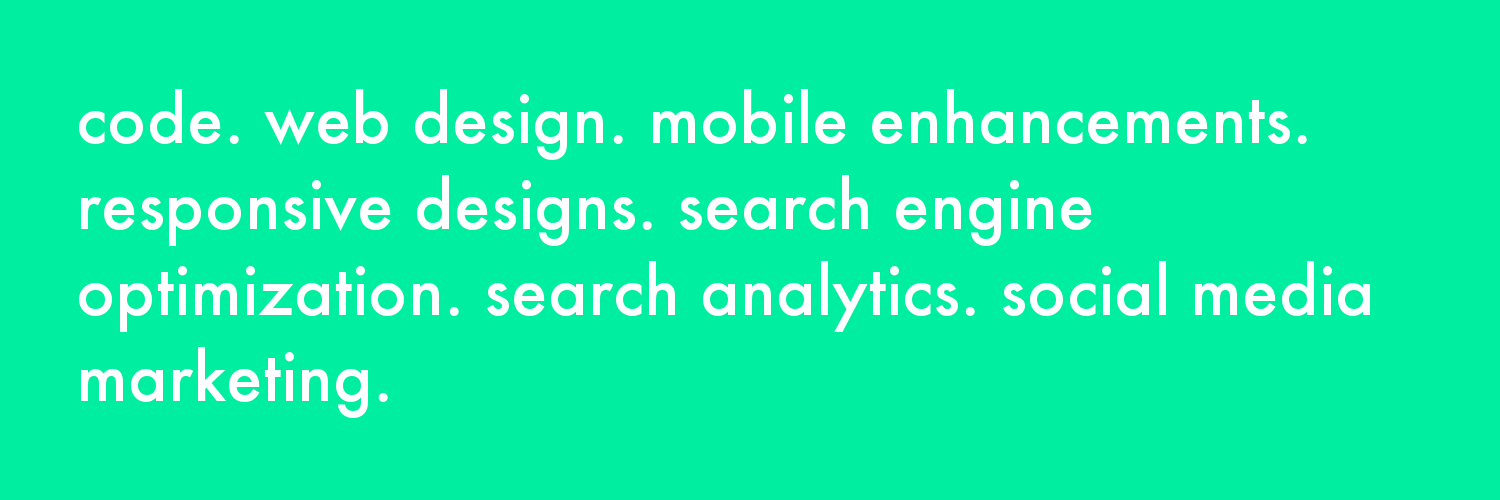 code. web design. mobile enhancements.
responsive designs. search engine
optimization. search analytics. social media
marketing.